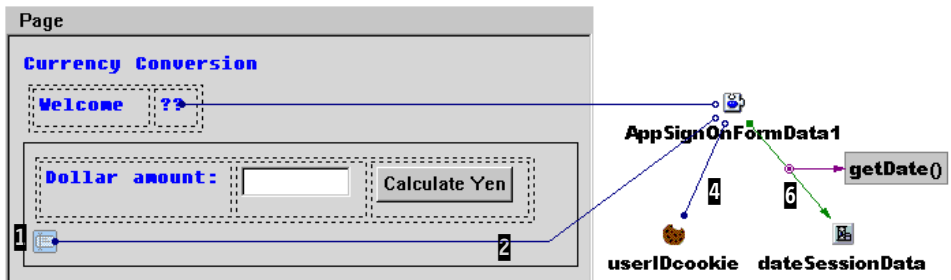 Page
Currency Conversion
Welcome ??
AppSignOnFormData1
Dollar amount: Calculate Yen
getDate()
4
6
1
2
userIDcookie dateSessionData